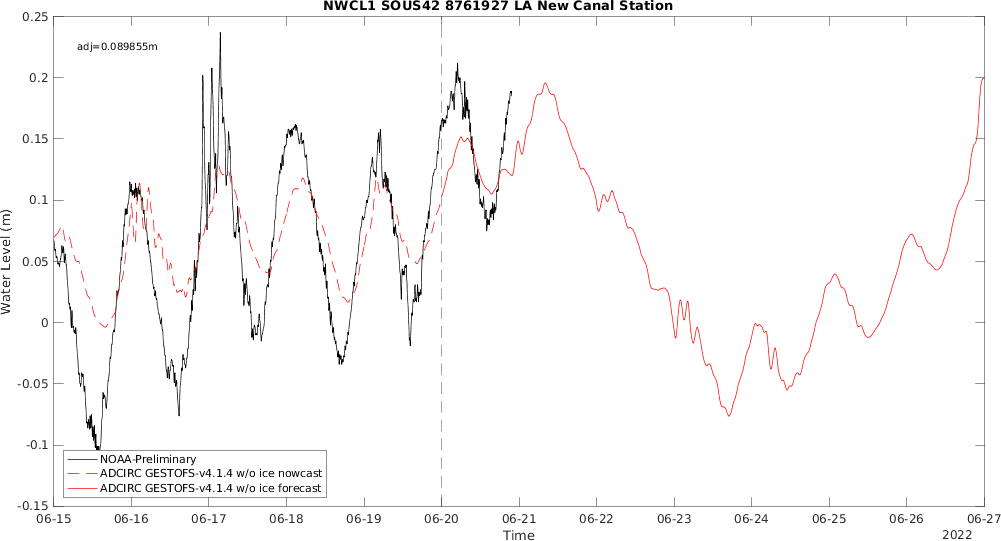 NWCL1 SOUS42 8761927 LA New Canal Station
0.25
adj=0.089855m
0.2
0.15
0.1
0.05
0
-0.05
-0.1
-0.15
Water Level (m)
NOAA-Preliminary
ADCIRC GESTOFS-v4.1.4 w/o ice nowcast
ADCIRC GESTOFS-v4.1.4 w/o ice forecast
06-15 06-16 06-17 06-18 06-19 06-20 06-21 06-22 06-23 06-24 06-25 06-26 06-27
Time
2022